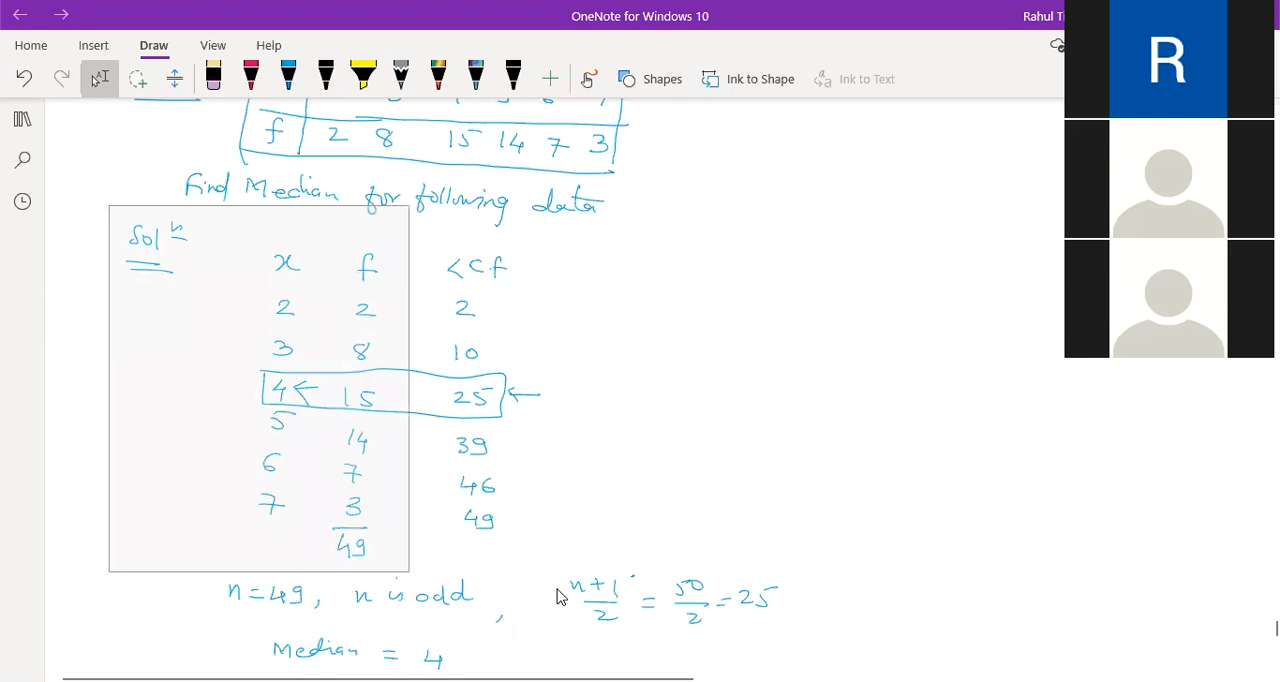 OneNote for Windows 10
Rahul Ti
Home Insert Draw View Help
Shapes Ink to Shape Ink to Text
R
f 2 8 15 14 7 3
Find Median for following data
Solⁿ
x f <c.f
2 2 2
3 8 10
4 ← 15 25 ←
5 14 39
6 7 46
7 3 49
49
n=49, n is odd, n+1/2 = 50/2 = 25
Median = 4